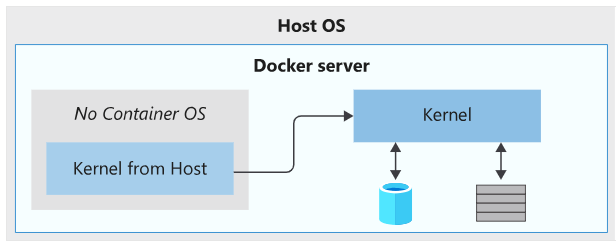 Host OS
Docker server
No Container OS
Kernel from Host
Kernel